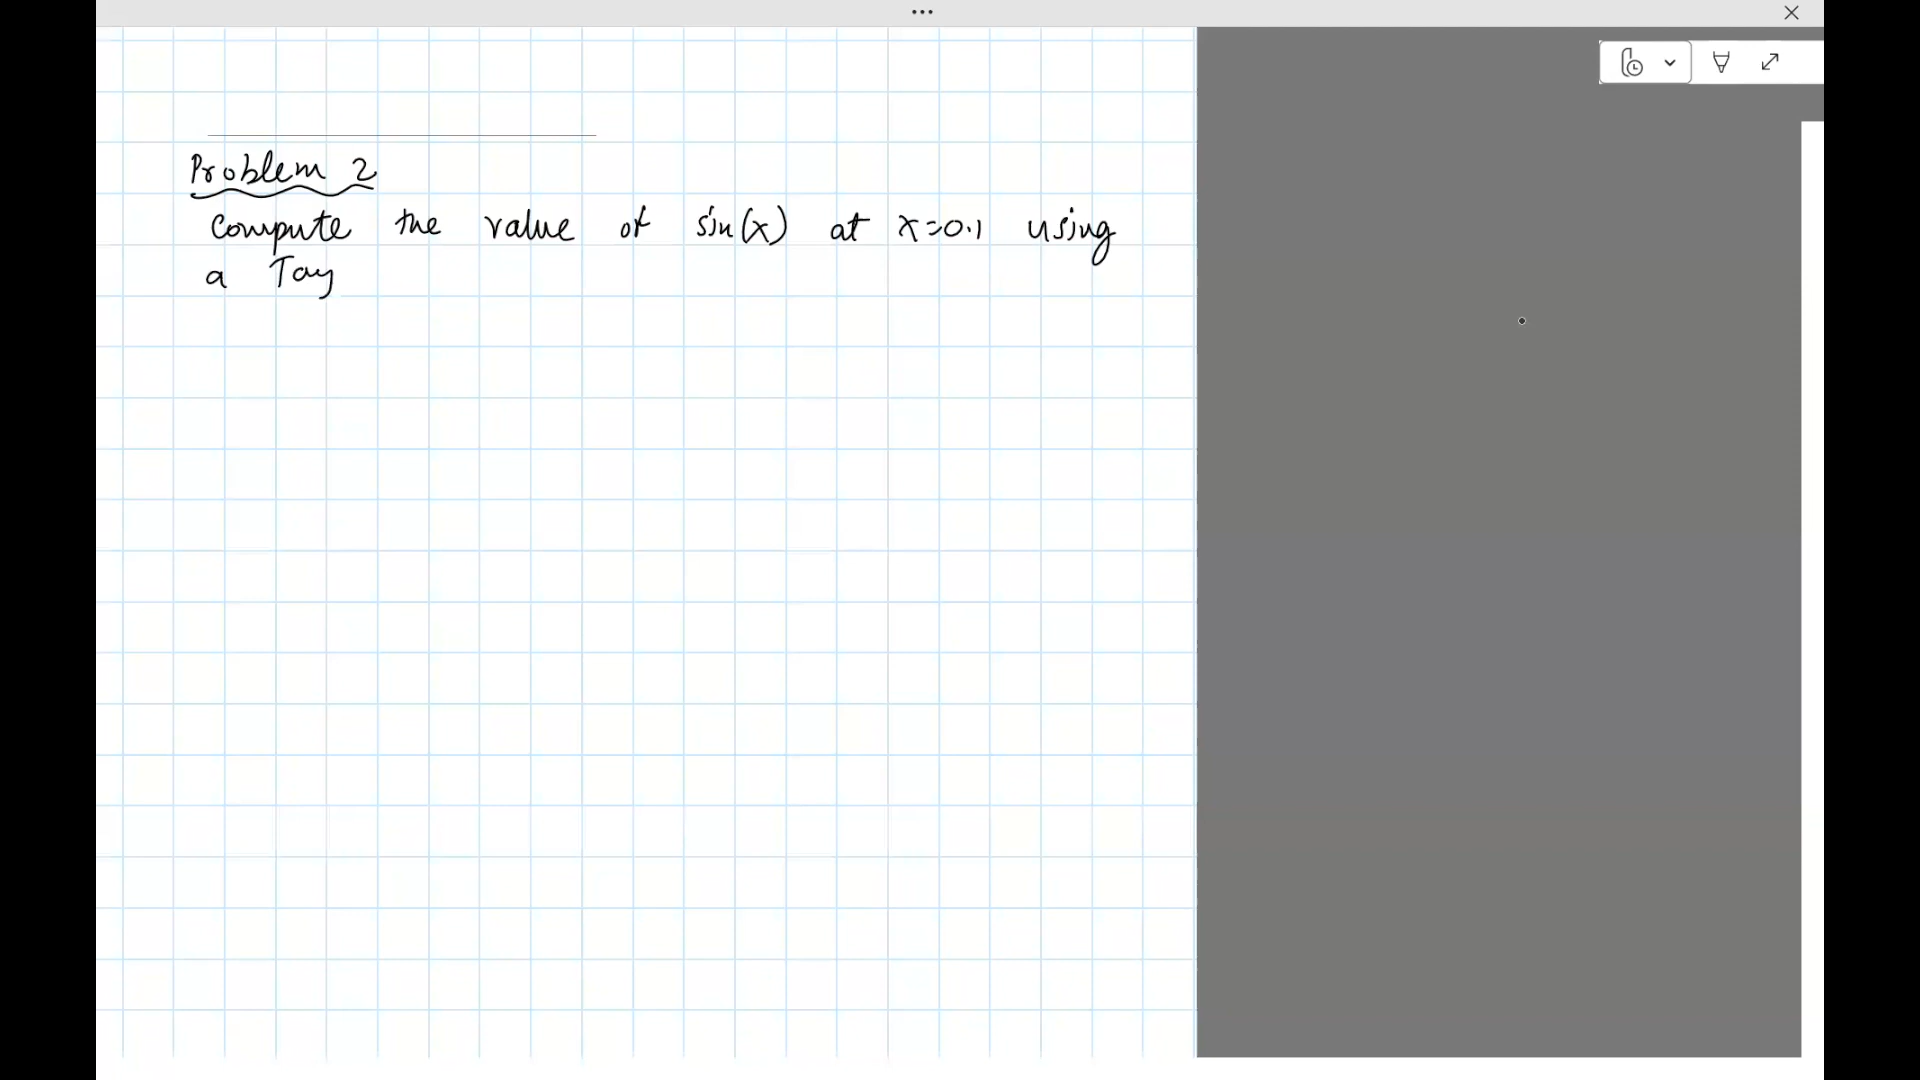 Problem 2
Compute the value of sin(x) at x=0.1 using
a Tay